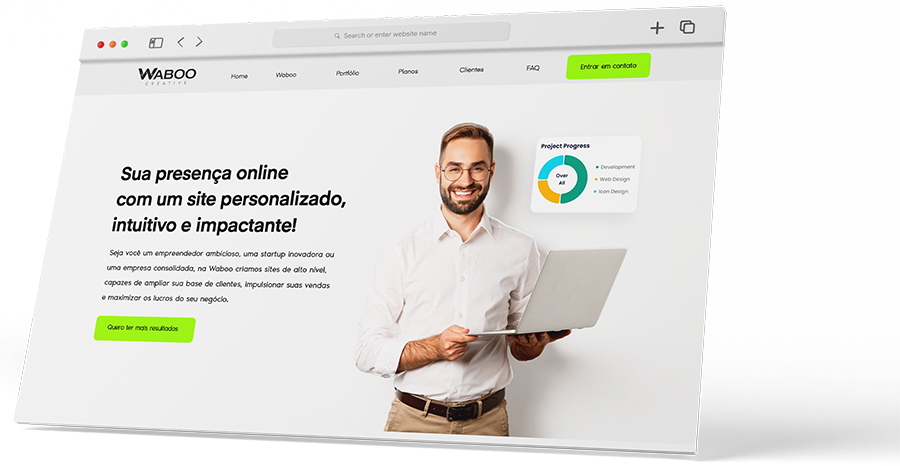 Search or enter website name
WABOO
CREATIVE
Home
Waboo
Portfólio
Planos
Clientes
FAQ
Entrar em contato
Sua presença online
com um site personalizado,
intuitivo e impactante!
Seja você um empreendedor ambicioso, uma startup inovadora ou
uma empresa consolidada, na Waboo criamos sites de alto nível,
capazes de ampliar sua base de clientes, impulsionar suas vendas
e maximizar os lucros do seu negócio.
Quero ter mais resultados
Project Progress
Over
All
Development
Web Design
Icon Design